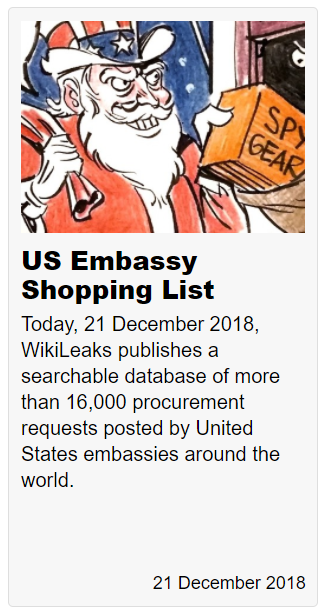 SPY
GEAR
US Embassy
Shopping List
Today, 21 December 2018,
WikiLeaks publishes a
searchable database of more
than 16,000 procurement
requests posted by United
States embassies around the
world.
21 December 2018